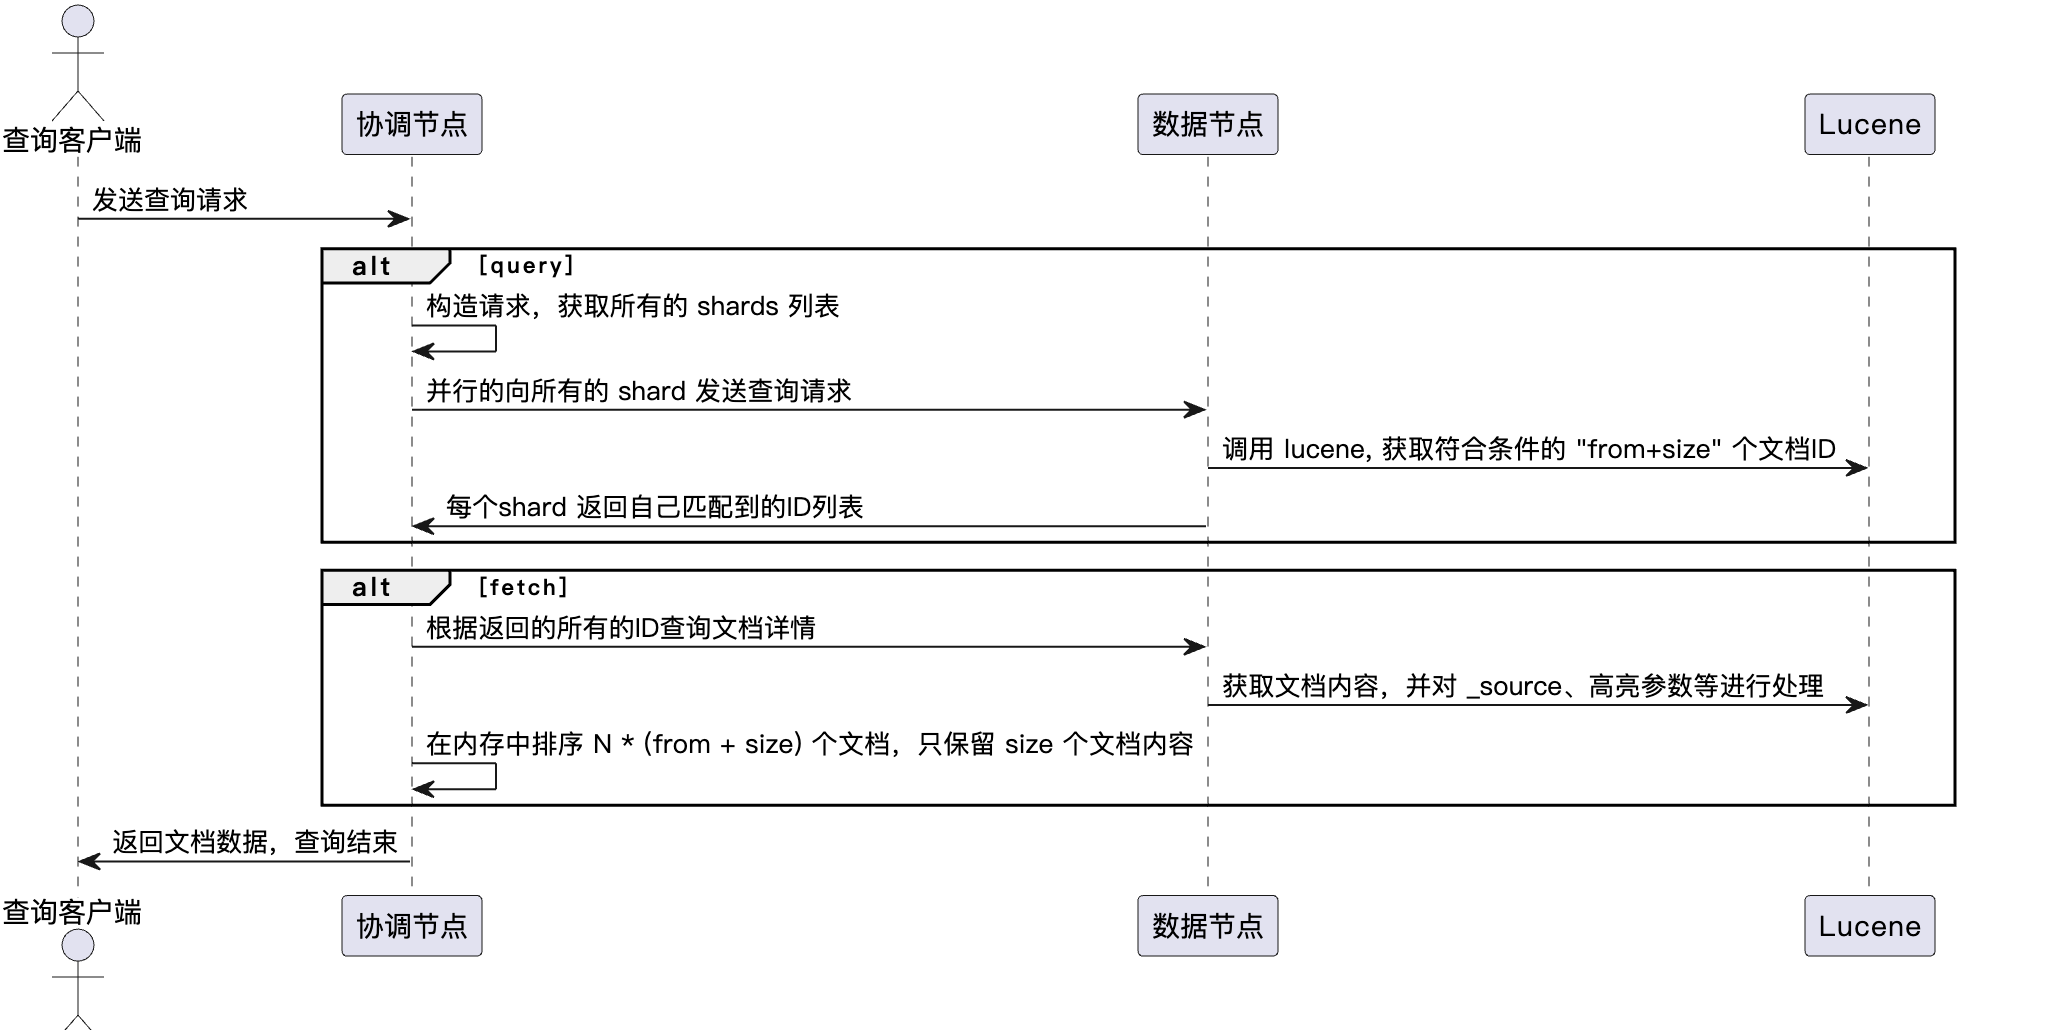 查询客户端
协调节点
数据节点
Lucene
发送查询请求
alt [query]
构造请求，获取所有的 shards 列表
并行的向所有的 shard 发送查询请求
调用 lucene, 获取符合条件的 "from+size" 个文档ID
每个shard 返回自己匹配到的ID列表
alt [fetch]
根据返回的所有的ID查询文档详情
获取文档内容，并对 _source、高亮参数等进行处理
在内存中排序 N * (from + size) 个文档，只保留 size 个文档内容
返回文档数据，查询结束
查询客户端
协调节点
数据节点
Lucene